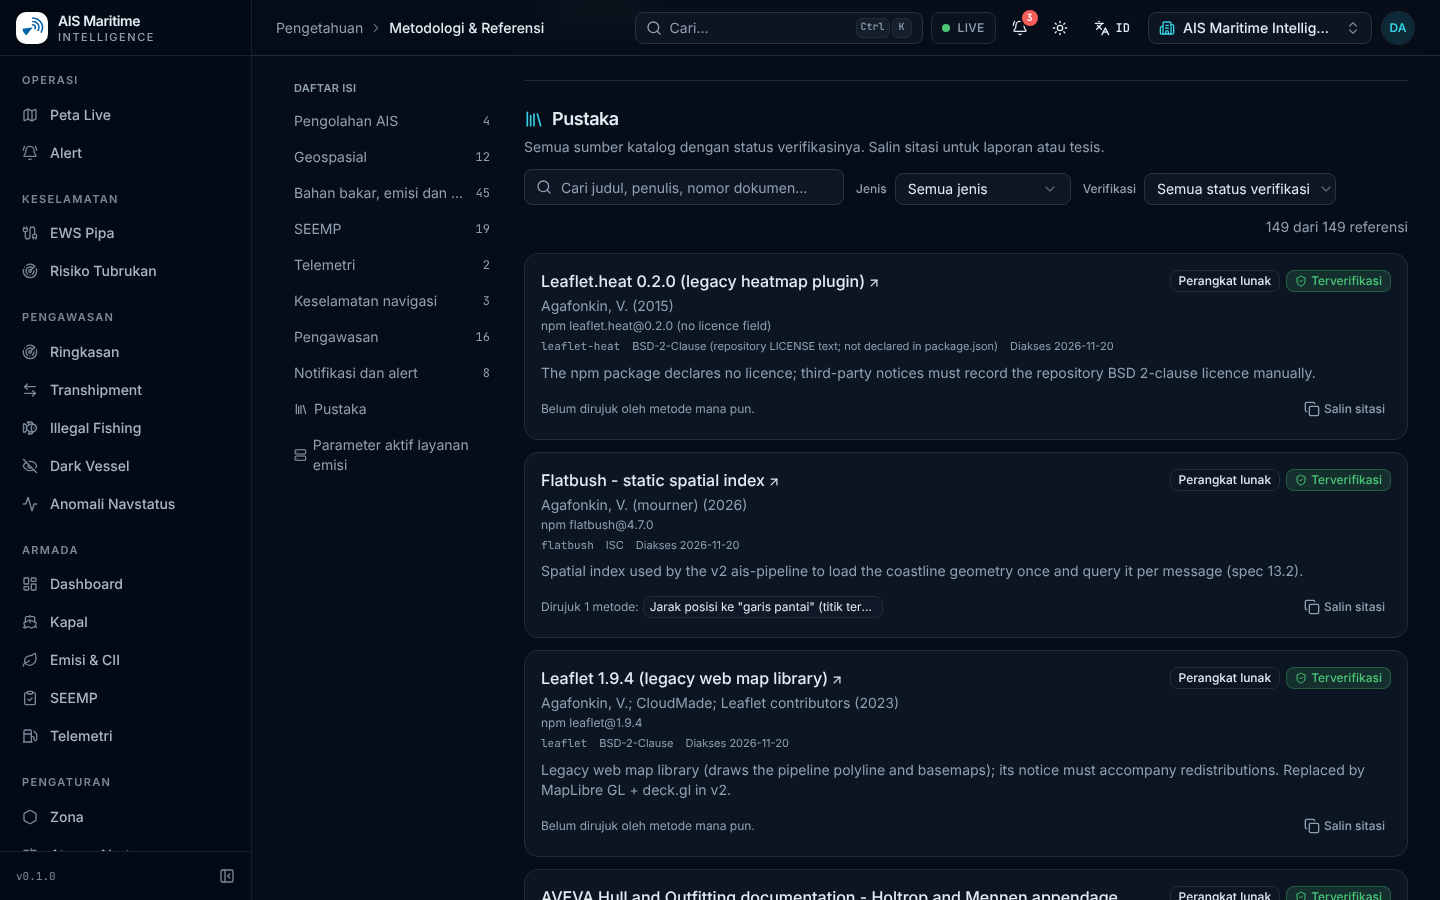 AIS Maritime
INTELLIGENCE
Pengetahuan
Metodologi & Referensi
Cari...
Ctrl K
LIVE
3
ID
AIS Maritime Intellig...
DA
OPERASI
Peta Live
Alert
KESELAMATAN
EWS Pipa
Risiko Tubrukan
PENGAWASAN
Ringkasan
Transhipment
Illegal Fishing
Dark Vessel
Anomali Navstatus
ARMADA
Dashboard
Kapal
Emisi & CII
SEEMP
Telemetri
PENGATURAN
Zona
v0.1.0
DAFTAR ISI
Pengolahan AIS 4
Geospasial 12
Bahan bakar, emisi dan ... 45
SEEMP 19
Telemetri 2
Keselamatan navigasi 3
Pengawasan 16
Notifikasi dan alert 8
Pustaka
Parameter aktif layanan
emisi
Pustaka
Semua sumber katalog dengan status verifikasinya. Salin sitasi untuk laporan atau tesis.
Cari judul, penulis, nomor dokumen...
Jenis
Semua jenis
Verifikasi
Semua status verifikasi
149 dari 149 referensi
Leaflet.heat 0.2.0 (legacy heatmap plugin)
Perangkat lunak
Terverifikasi
Agafonkin, V. (2015)
npm leaflet.heat@0.2.0 (no licence field)
leaflet-heat BSD-2-Clause (repository LICENSE text; not declared in package.json) Diakses 2026-11-20
The npm package declares no licence; third-party notices must record the repository BSD 2-clause licence manually.
Belum dirujuk oleh metode mana pun.
Salin sitasi
Flatbush - static spatial index
Perangkat lunak
Terverifikasi
Agafonkin, V. (mourner) (2026)
npm flatbush@4.7.0
flatbush ISC Diakses 2026-11-20
Spatial index used by the v2 ais-pipeline to load the coastline geometry once and query it per message (spec 13.2).
Dirujuk 1 metode: Jarak posisi ke "garis pantai" (titik ter...
Salin sitasi
Leaflet 1.9.4 (legacy web map library)
Perangkat lunak
Terverifikasi
Agafonkin, V.; CloudMade; Leaflet contributors (2023)
npm leaflet@1.9.4
leaflet BSD-2-Clause Diakses 2026-11-20
Legacy web map library (draws the pipeline polyline and basemaps); its notice must accompany redistributions. Replaced by
MapLibre GL + deck.gl in v2.
Belum dirujuk oleh metode mana pun.
Salin sitasi
AVEVA Hull and Outfitting documentation - Holtrop and Mennen appendage
Perangkat lunak
Terverifikasi